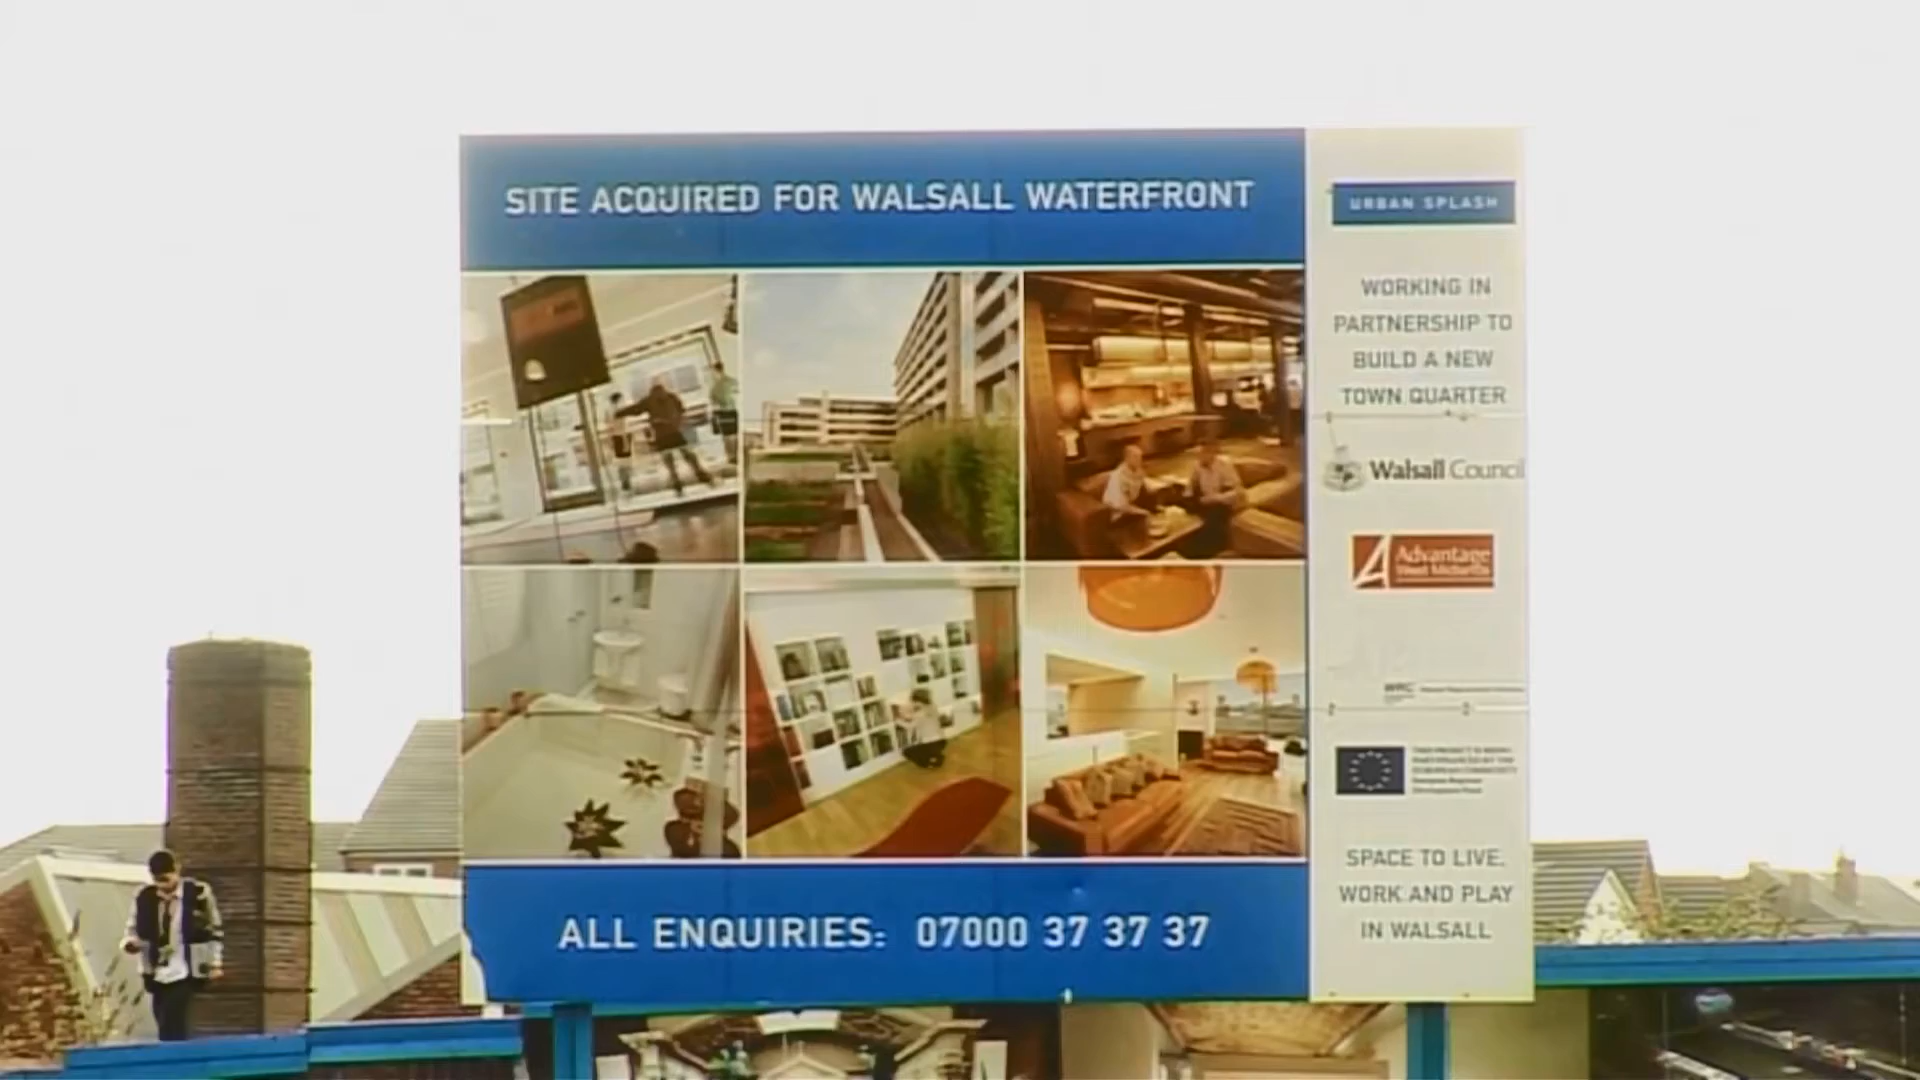 SITE ACQUIRED FOR WALSALL WATERFRONT
URBAN SPLASH
WORKING IN
PARTNERSHIP TO
BUILD A NEW
TOWN QUARTER
Walsall Council
Advantage
West Midlands
WRC
SPACE TO LIVE,
WORK AND PLAY
IN WALSALL
ALL ENQUIRIES: 07000 37 37 37